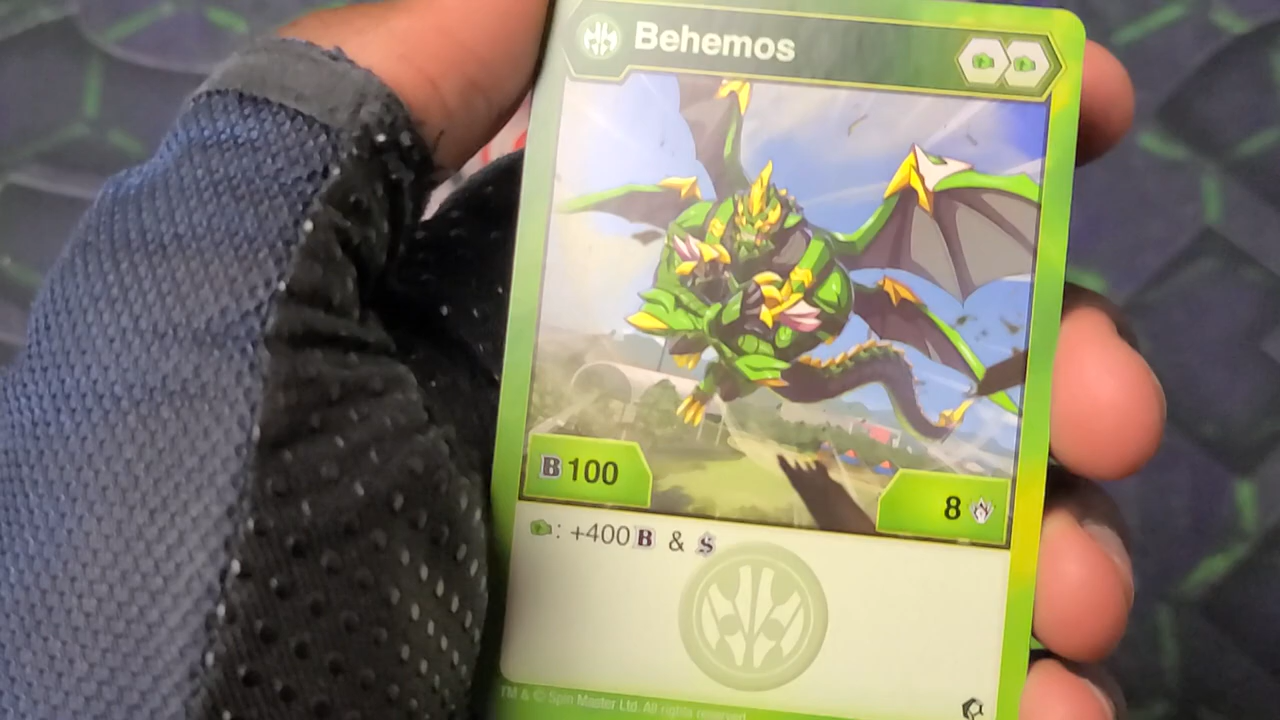 Behemos
B 100
8
: +400 B & S
TM & © Spin Master Ltd. All rights reserved.